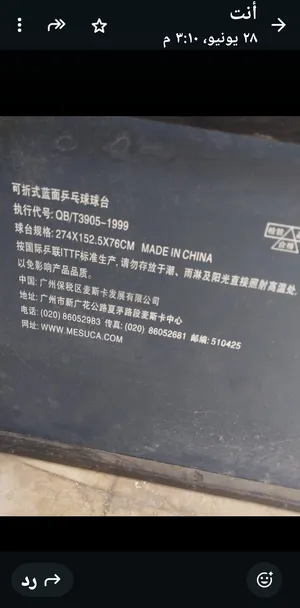 أنت
٢٨ يونيو، ٣:١٠ م
可折式蓝面乒乓球球台
执行代号: QB/T3905-1999
球台规格: 274X152.5X76CM MADE IN CHINA
按国际乒联ITTF标准生产, 请勿存放于潮、雨淋及阳光直接照射高温处,
以免影响产品品质。
中国: 广州保税区麦斯卡发展有限公司
地址: 广州市新广花公路夏茅路段麦斯卡中心
电话: (020) 86052983 传真: (020) 86052681 邮编: 510425
网址: WWW.MESUCA.COM
检验
合格
رد